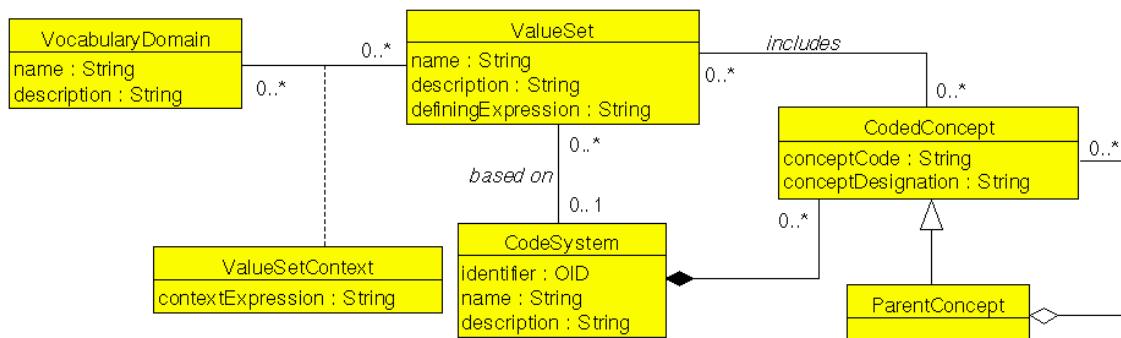 VocabularyDomain
name : String
description : String
0..*
0..*
ValueSet
name : String
description : String
definingExpression : String
includes
0..*
0..*
CodedConcept
conceptCode : String
conceptDesignation : String
0..*
0..*
based on
0..1
0..*
CodeSystem
identifier : OID
name : String
description : String
ValueSetContext
contextExpression : String
ParentConcept